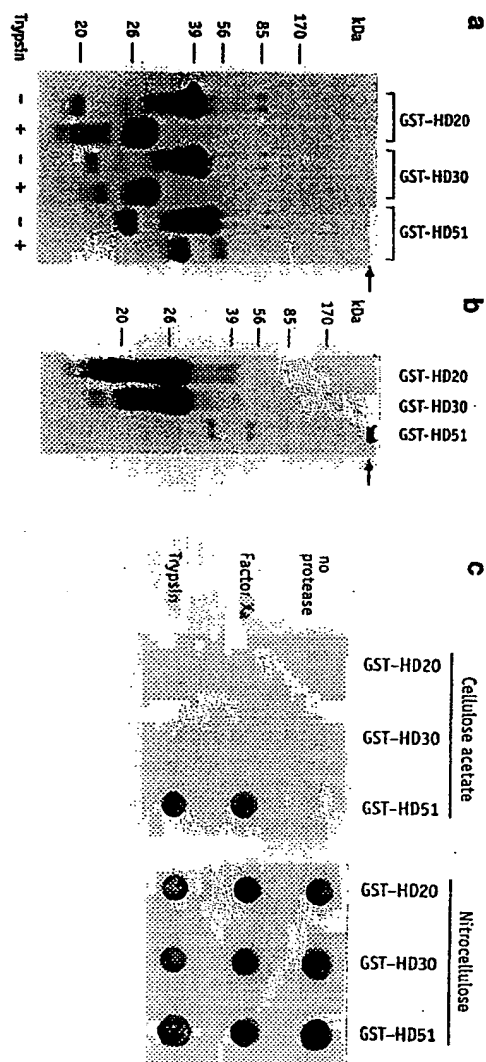 a
kDa
170
85
56
39
26
20
GST-HD20
GST-HD30
GST-HD51
Trypsin
-
+
-
+
-
+
b
kDa
170
85
56
39
26
20
GST-HD20
GST-HD30
GST-HD51
c
Cellulose acetate
Nitrocellulose
GST-HD20
GST-HD30
GST-HD51
GST-HD20
GST-HD30
GST-HD51
no
protease
Factor Xa
Trypsin